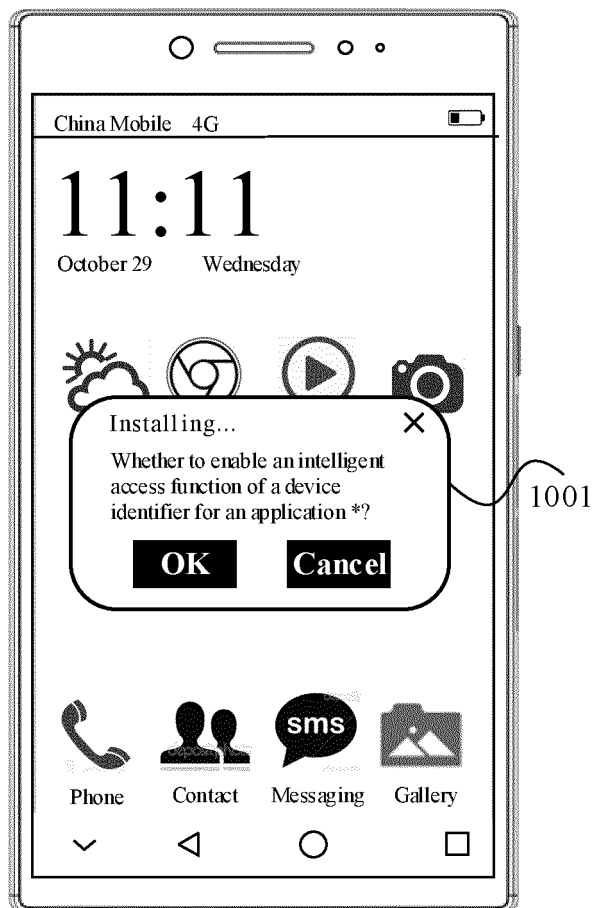 China Mobile 4G
11:11
October 29 Wednesday
Installing...
Whether to enable an intelligent
access function of a device
identifier for an application *?
OK Cancel
1001
sms
Phone Contact Messaging Gallery